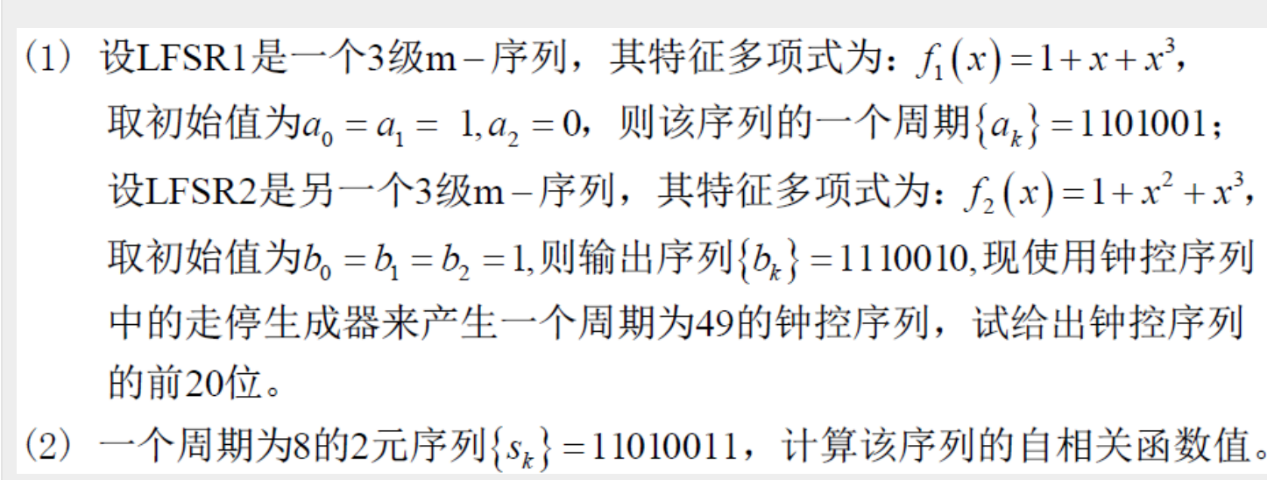 (1) 设LFSR1是一个3级m-序列，其特征多项式为：f₁(x)=1+x+x³，
取初始值为a₀ = a₁ = 1,a₂ = 0，则该序列的一个周期{aₖ}=1101001；
设LFSR2是另一个3级m-序列，其特征多项式为：f₂(x)=1+x²+x³，
取初始值为b₀ = b₁ = b₂ = 1,则输出序列{bₖ}=1110010,现使用钟控序列
中的走停生成器来产生一个周期为49的钟控序列，试给出钟控序列
的前20位。
(2) 一个周期为8的2元序列{sₖ}=11010011，计算该序列的自相关函数值。